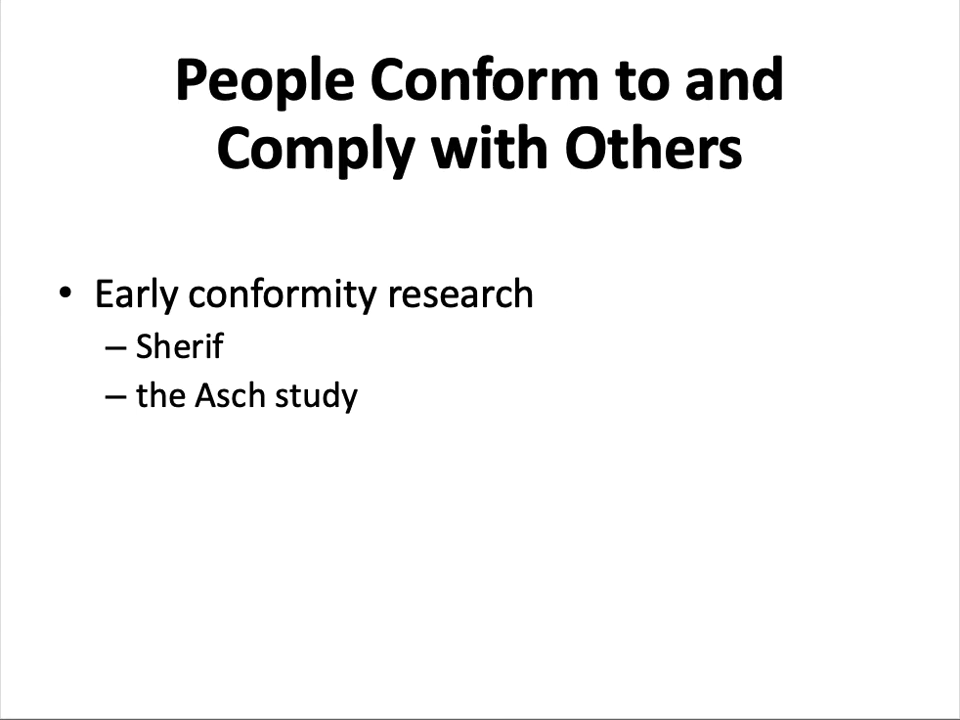 People Conform to and
Comply with Others
• Early conformity research
– Sherif
– the Asch study